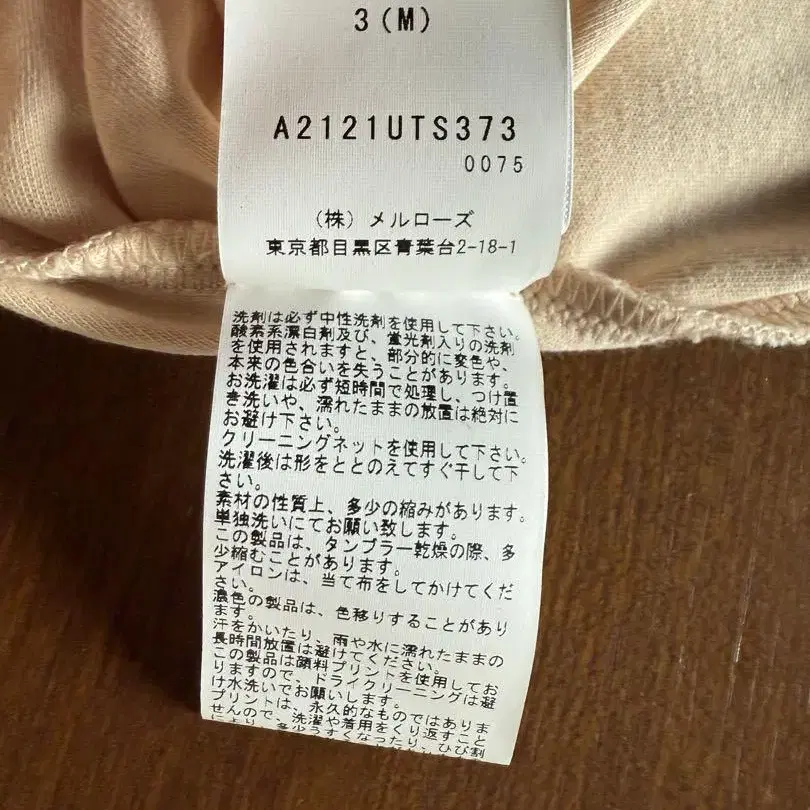 3(M)
A2121UTS373
0075
(株) メルローズ
東京都目黒区青葉台2-18-1
洗剤は必ず中性洗剤を使用して下さい。
酸素系漂白剤及び、蛍光剤入りの洗剤
を使用されますと、部分的に変色や、
本来の色合いを失うことがあります。
お洗濯は必ず短時間で処理し、つけ置
き洗いや、濡れたままの放置は絶対に
お避け下さい。
クリーニングネットを使用して下さい。
洗濯後は形をととのえてすぐ干して下
さい。
素材の性質上、多少の縮みがあります。
単独洗いにてお願い致します。
この製品は、タンブラー乾燥の際、多
少縮むことがあります。
アイロンは、当て布をしてかけてくだ
さい。
濃色の製品は、色移りすることがあり
ます。
汗をかいたり、雨や水に濡れたままの
長時間放置は避けてください。
この製品は顔料プリントを使用してお
りますので、ドライクリーニングは避
け水洗いでお願いします。
プリントは、永久的なものではありま
せんので、洗濯や着用をくり返すこと
により、多少うすくなったり、ひび割